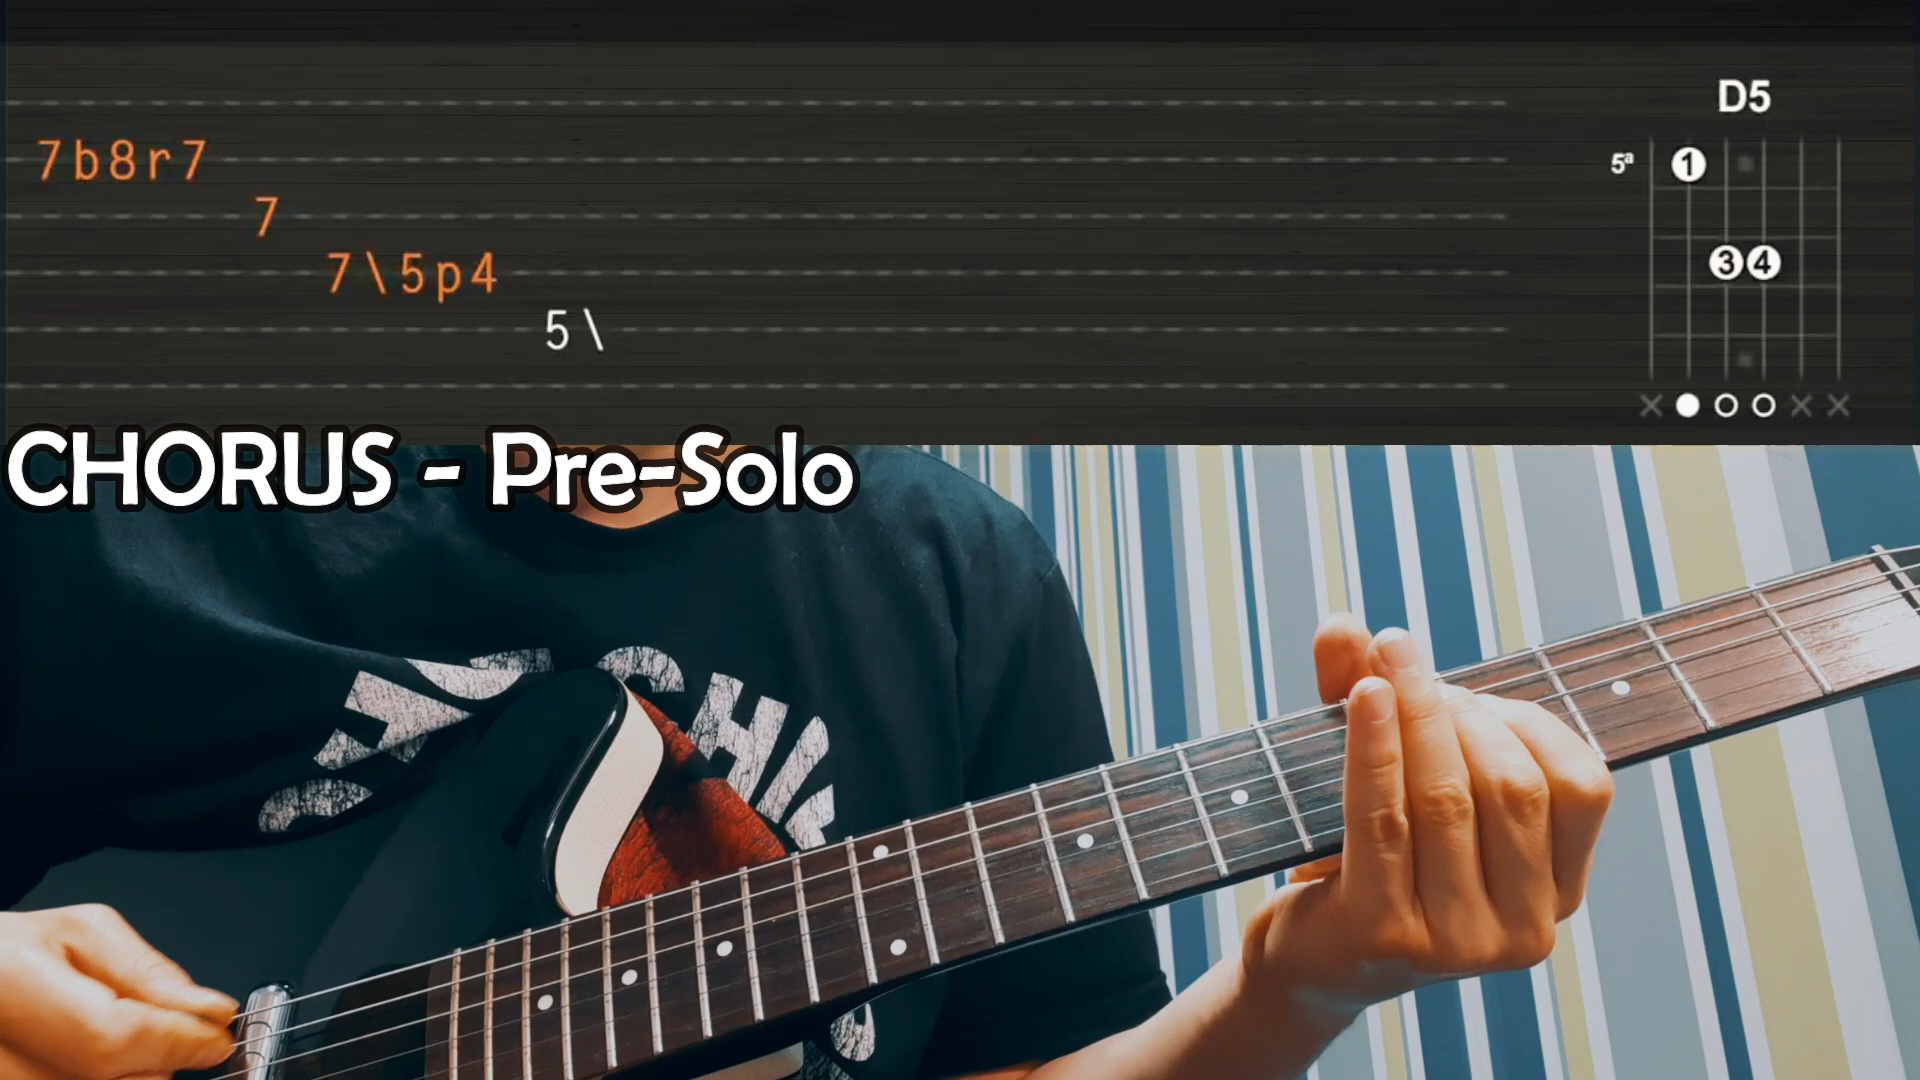 D5
7b8r7
5ª
1
7
7\5p4
3 4
5\
X X X
CHORUS - Pre-Solo